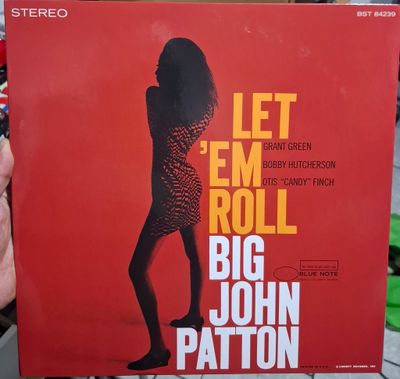 STEREO
BST 84239
LET
GRANT GREEN
'EM
BOBBY HUTCHERSON
OTIS "CANDY" FINCH
ROLL
BIG
BLUE NOTE
JOHN
PATTON